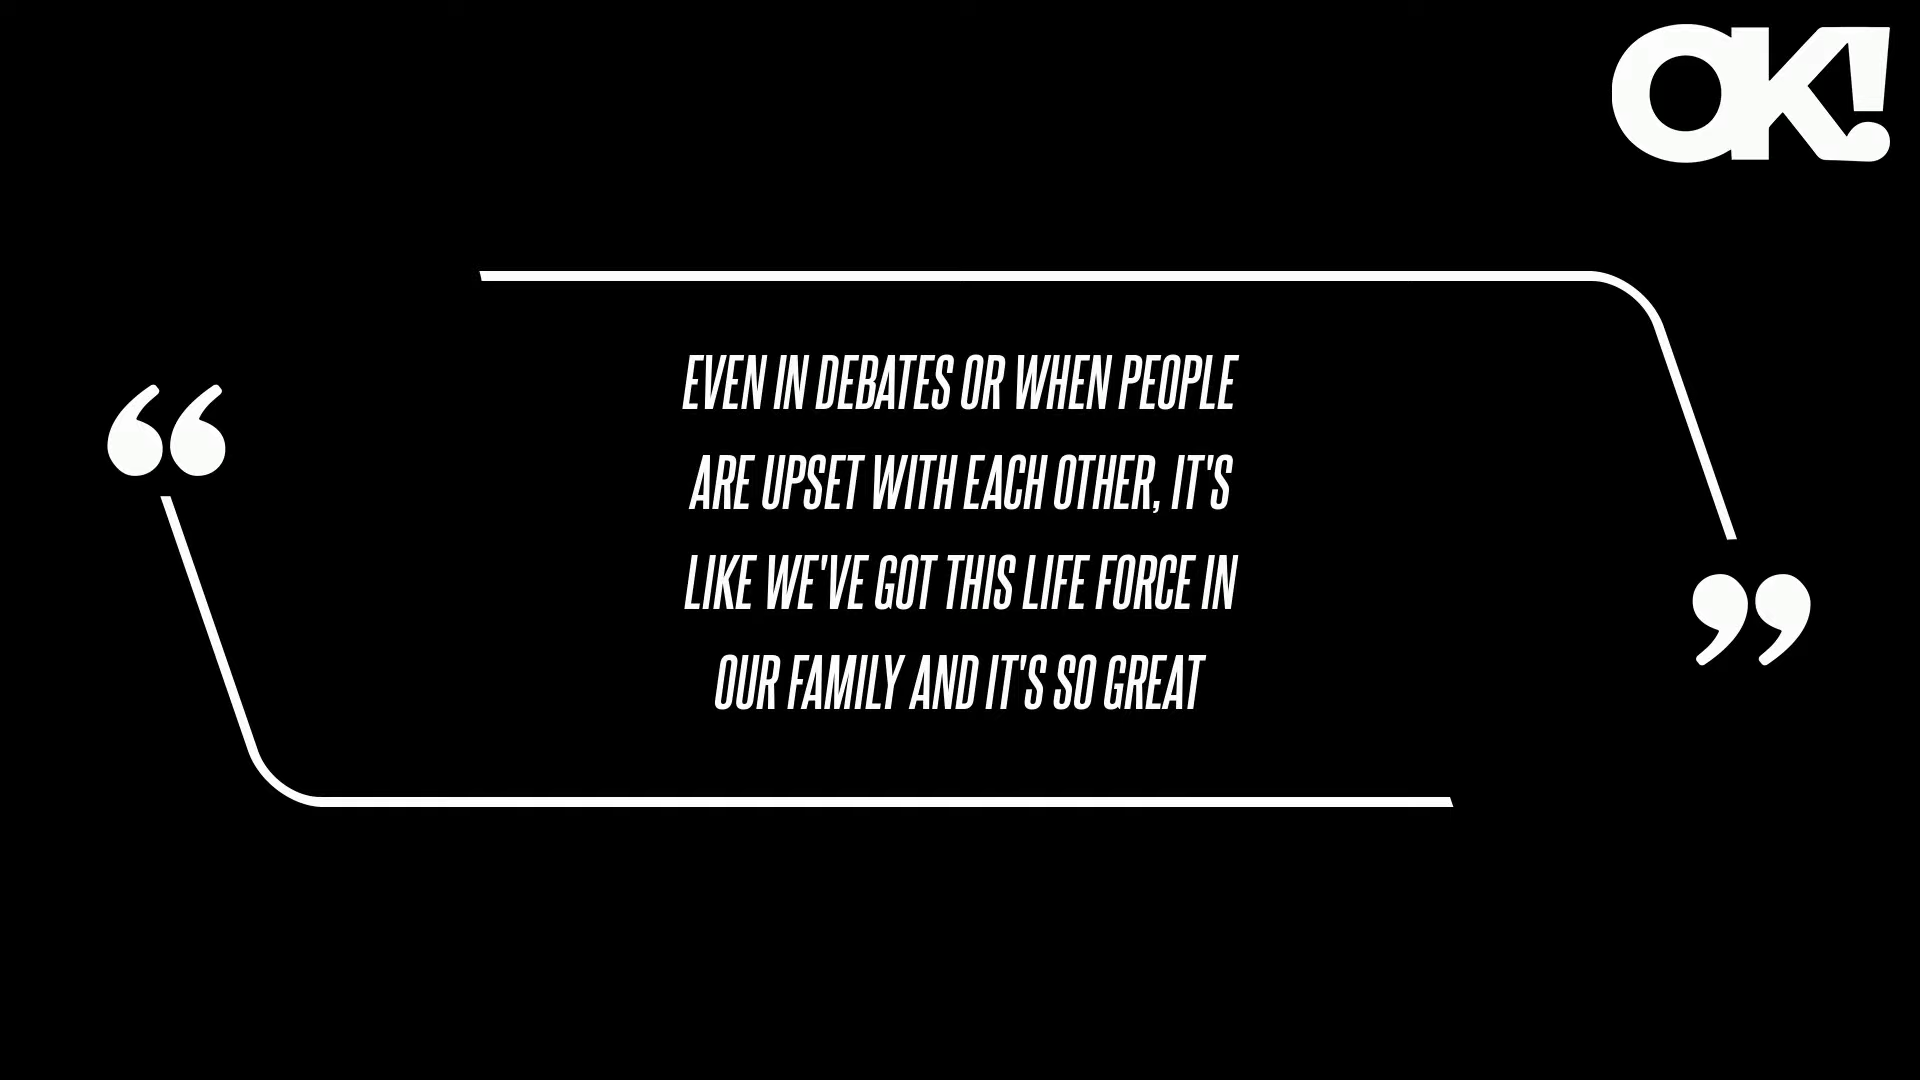 OK!
EVEN IN DEBATES OR WHEN PEOPLE
ARE UPSET WITH EACH OTHER, IT'S
LIKE WE'VE GOT THIS LIFE FORCE IN
OUR FAMILY AND IT'S SO GREAT